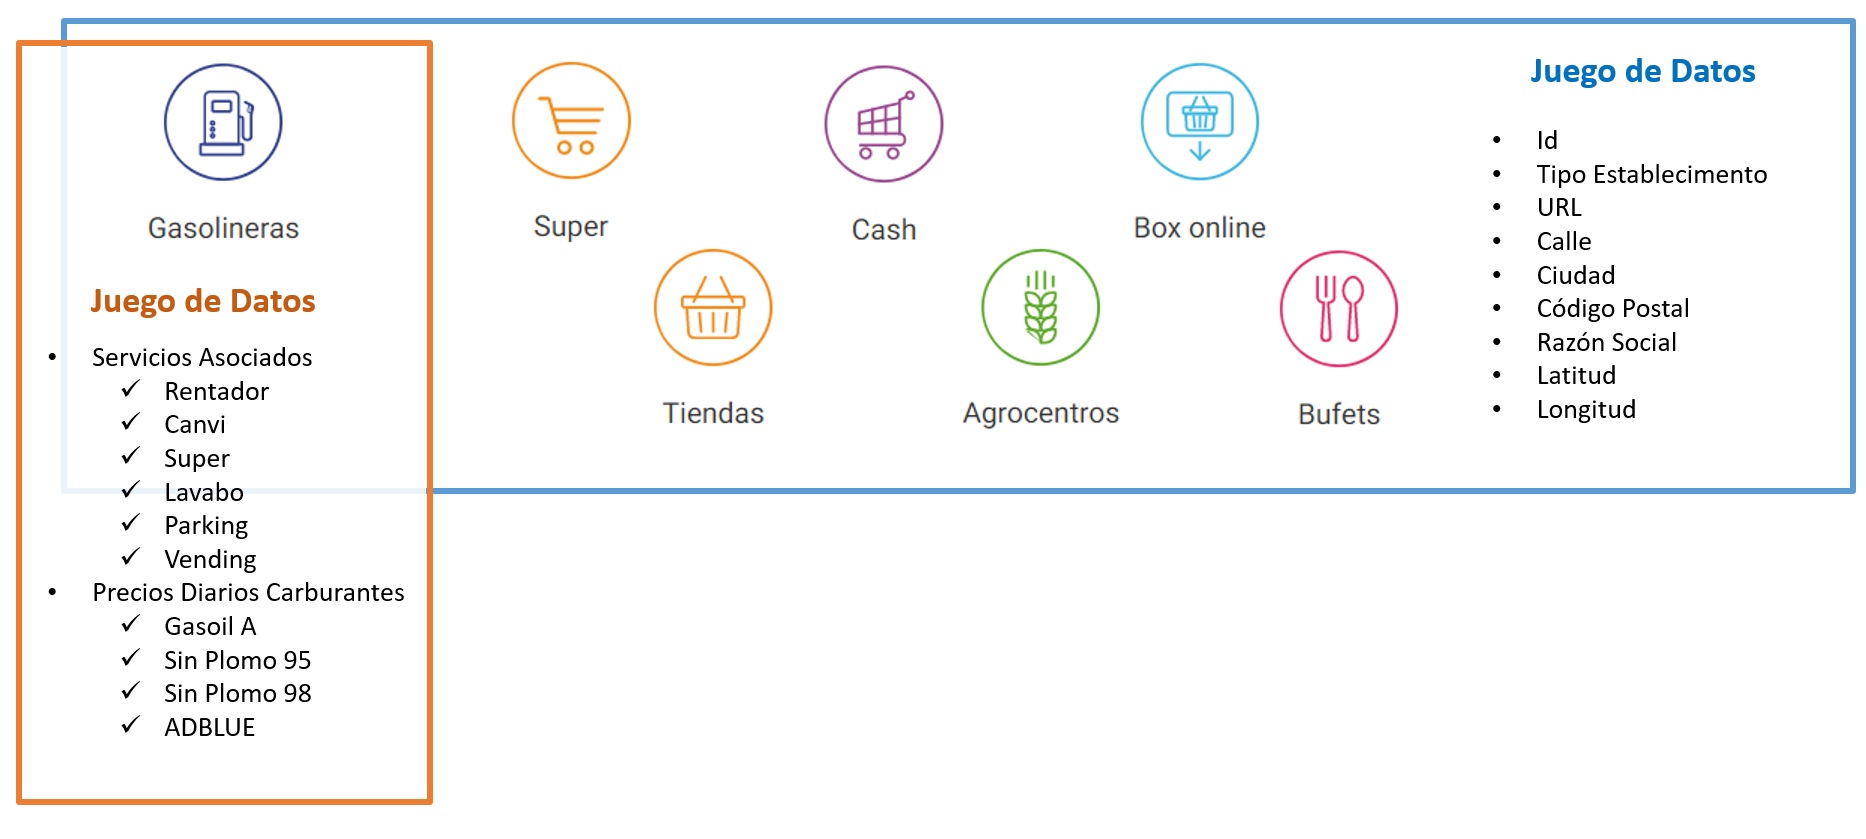 Gasolineras
Juego de Datos
• Servicios Asociados
✓ Rentador
✓ Canvi
✓ Super
✓ Lavabo
✓ Parking
✓ Vending
• Precios Diarios Carburantes
✓ Gasoil A
✓ Sin Plomo 95
✓ Sin Plomo 98
✓ ADBLUE
Super
Cash
Box online
Tiendas
Agrocentros
Bufets
Juego de Datos
• Id
• Tipo Establecimento
• URL
• Calle
• Ciudad
• Código Postal
• Razón Social
• Latitud
• Longitud